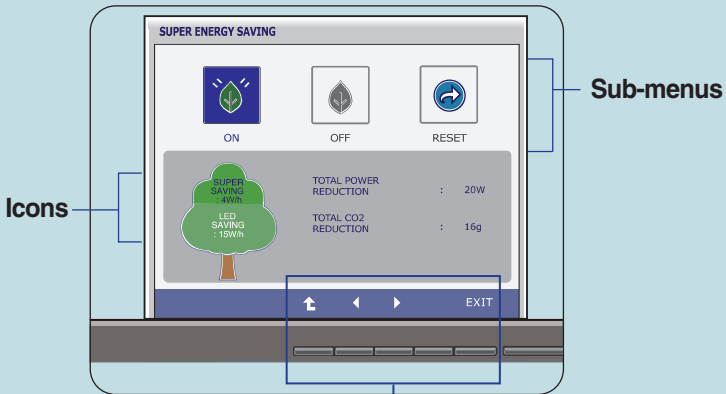 SUPER ENERGY SAVING
ON
OFF
RESET
Sub-menus
Icons
SUPER
SAVING
: 4W/h
LED
SAVING
: 15W/h
TOTAL POWER
REDUCTION : 20W
TOTAL CO2
REDUCTION : 16g
EXIT